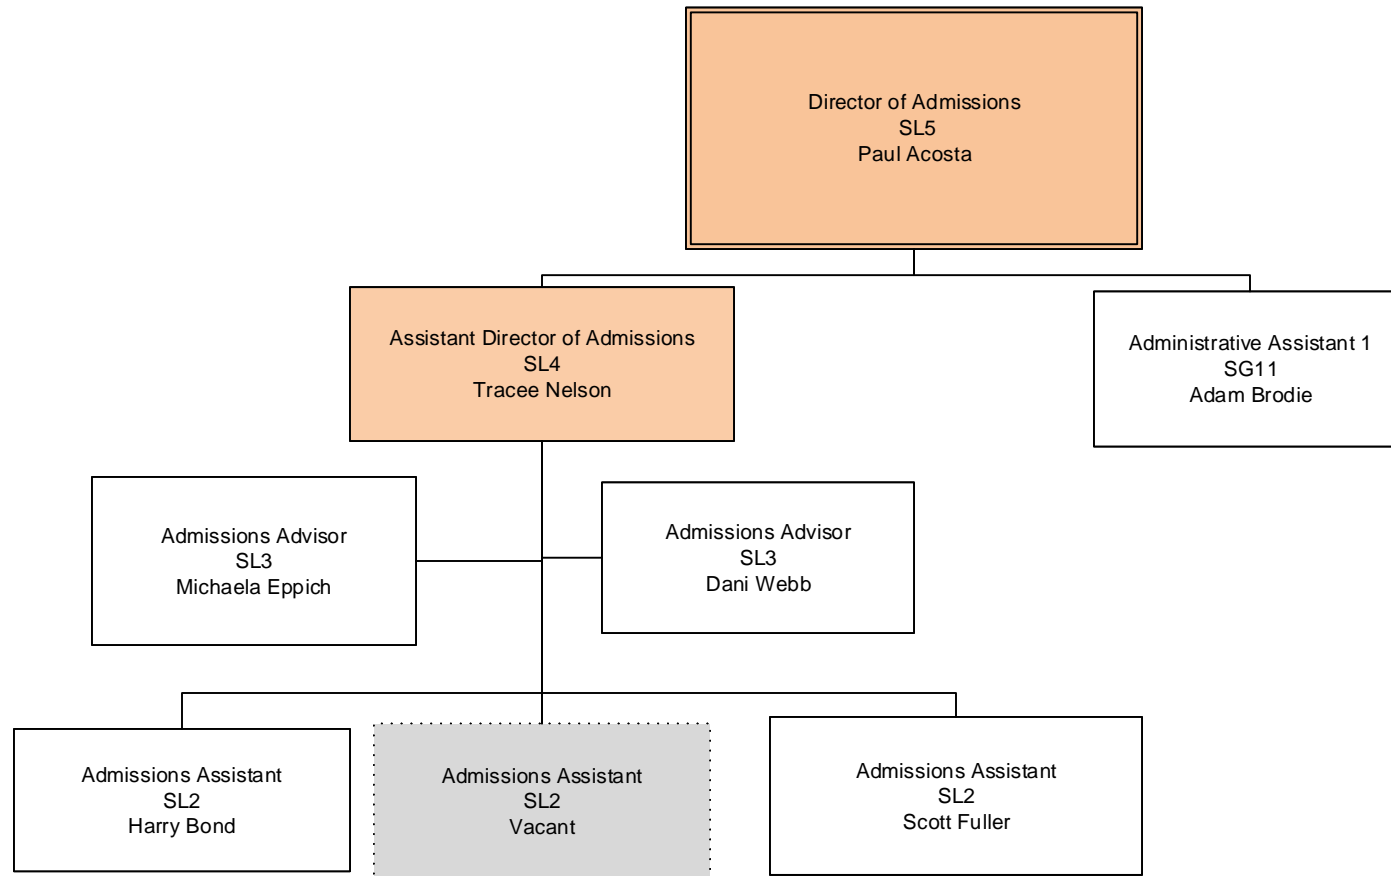 Director of Admissions
SL5
Paul Acosta
Assistant Director of Admissions
SL4
Tracee Nelson
Administrative Assistant 1
SG11
Adam Brodie
Admissions Advisor
SL3
Michaela Eppich
Admissions Advisor
SL3
Dani Webb
Admissions Assistant
SL2
Harry Bond
Admissions Assistant
SL2
Vacant
Admissions Assistant
SL2
Scott Fuller